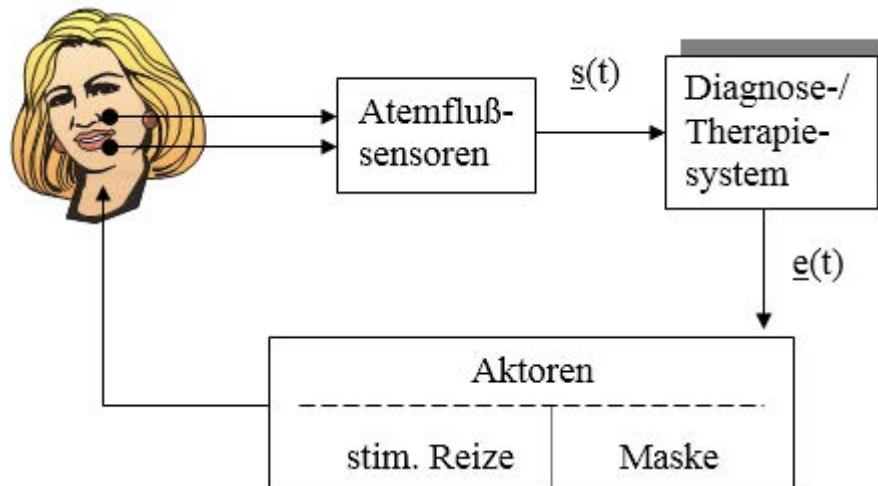 Atemfluß-
sensoren
s(t)
Diagnose-/
Therapie-
system
e(t)
Aktoren
stim. Reize
Maske